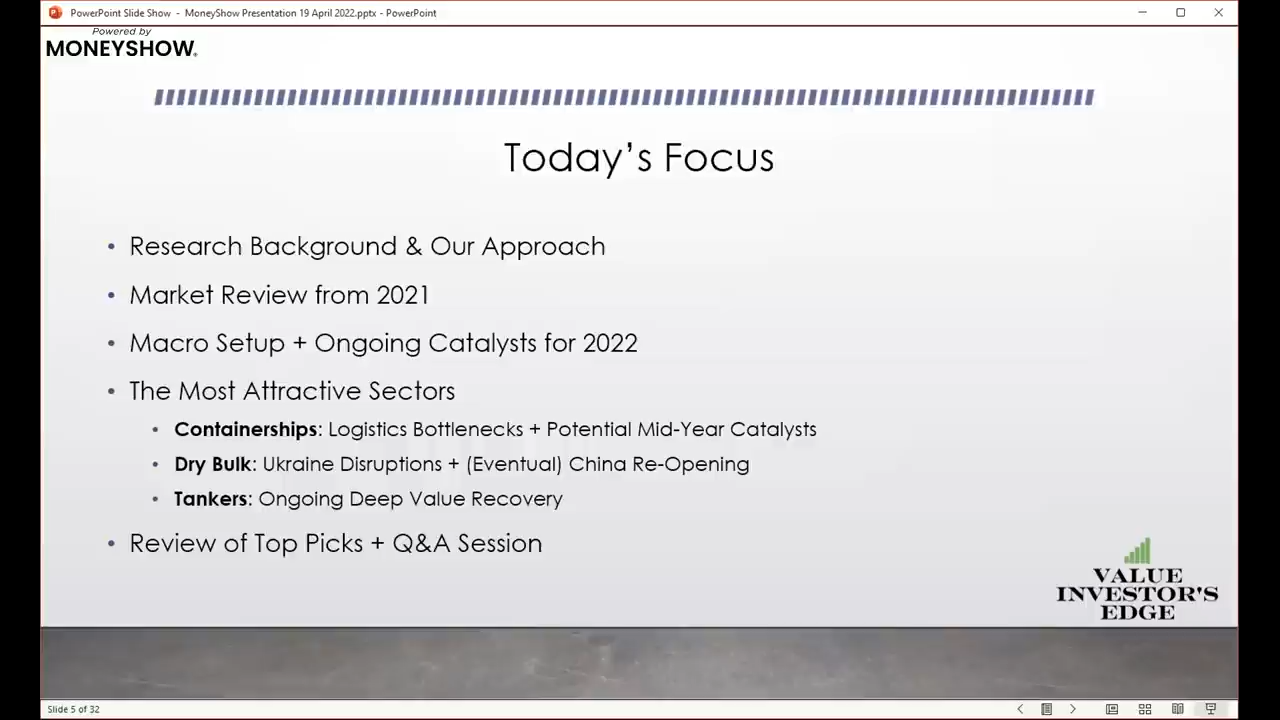 PowerPoint Slide Show - MoneyShow Presentation 19 April 2022.pptx - PowerPoint
Powered by
MONEYSHOW®
Today's Focus
• Research Background & Our Approach
• Market Review from 2021
• Macro Setup + Ongoing Catalysts for 2022
• The Most Attractive Sectors
• Containerships: Logistics Bottlenecks + Potential Mid-Year Catalysts
• Dry Bulk: Ukraine Disruptions + (Eventual) China Re-Opening
• Tankers: Ongoing Deep Value Recovery
• Review of Top Picks + Q&A Session
VALUE
INVESTOR'S
EDGE
Slide 5 of 32